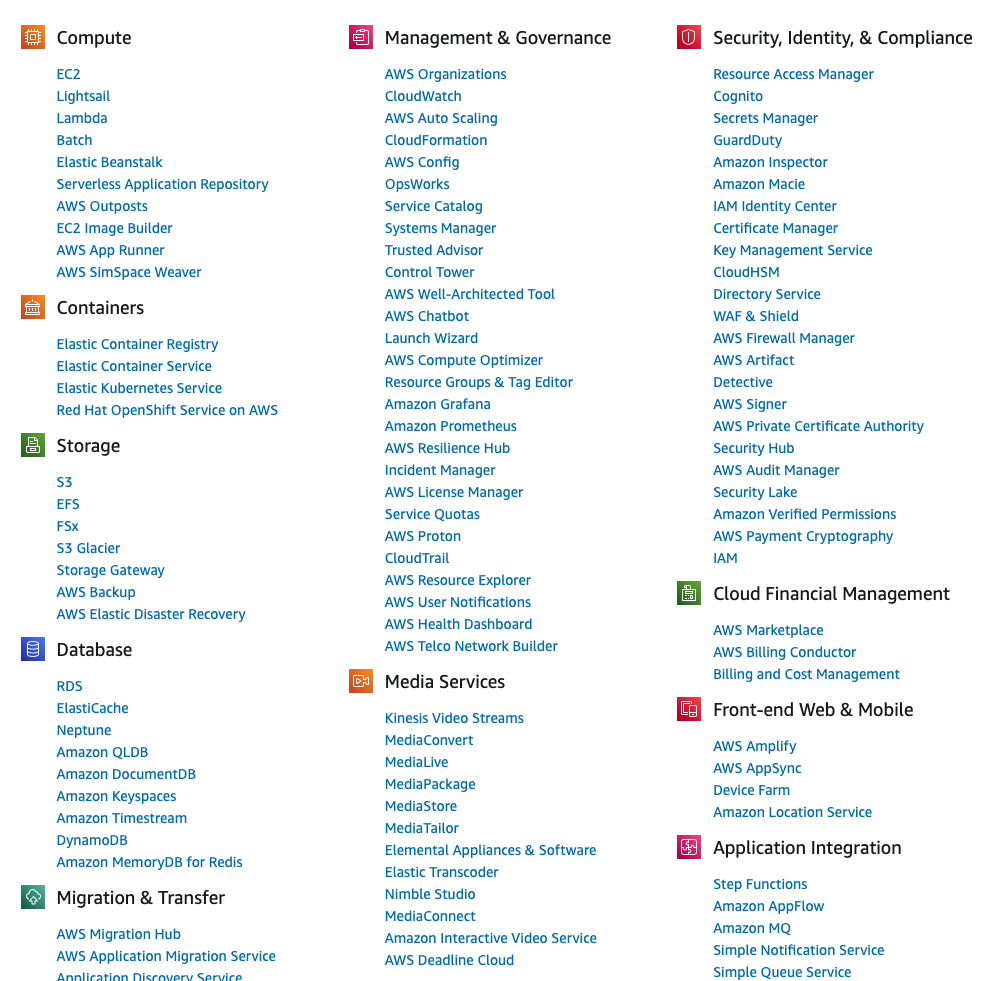 Compute
EC2
Lightsail
Lambda
Batch
Elastic Beanstalk
Serverless Application Repository
AWS Outposts
EC2 Image Builder
AWS App Runner
AWS SimSpace Weaver
Containers
Elastic Container Registry
Elastic Container Service
Elastic Kubernetes Service
Red Hat OpenShift Service on AWS
Storage
S3
EFS
FSx
S3 Glacier
Storage Gateway
AWS Backup
AWS Elastic Disaster Recovery
Database
RDS
ElastiCache
Neptune
Amazon QLDB
Amazon DocumentDB
Amazon Keyspaces
Amazon Timestream
DynamoDB
Amazon MemoryDB for Redis
Migration & Transfer
AWS Migration Hub
AWS Application Migration Service
Application Discovery Service
Management & Governance
AWS Organizations
CloudWatch
AWS Auto Scaling
CloudFormation
AWS Config
OpsWorks
Service Catalog
Systems Manager
Trusted Advisor
Control Tower
AWS Well-Architected Tool
AWS Chatbot
Launch Wizard
AWS Compute Optimizer
Resource Groups & Tag Editor
Amazon Grafana
Amazon Prometheus
AWS Resilience Hub
Incident Manager
AWS License Manager
Service Quotas
AWS Proton
CloudTrail
AWS Resource Explorer
AWS User Notifications
AWS Health Dashboard
AWS Telco Network Builder
Media Services
Kinesis Video Streams
MediaConvert
MediaLive
MediaPackage
MediaStore
MediaTailor
Elemental Appliances & Software
Elastic Transcoder
Nimble Studio
MediaConnect
Amazon Interactive Video Service
AWS Deadline Cloud
Security, Identity, & Compliance
Resource Access Manager
Cognito
Secrets Manager
GuardDuty
Amazon Inspector
Amazon Macie
IAM Identity Center
Certificate Manager
Key Management Service
CloudHSM
Directory Service
WAF & Shield
AWS Firewall Manager
AWS Artifact
Detective
AWS Signer
AWS Private Certificate Authority
Security Hub
AWS Audit Manager
Security Lake
Amazon Verified Permissions
AWS Payment Cryptography
IAM
Cloud Financial Management
AWS Marketplace
AWS Billing Conductor
Billing and Cost Management
Front-end Web & Mobile
AWS Amplify
AWS AppSync
Device Farm
Amazon Location Service
Application Integration
Step Functions
Amazon AppFlow
Amazon MQ
Simple Notification Service
Simple Queue Service